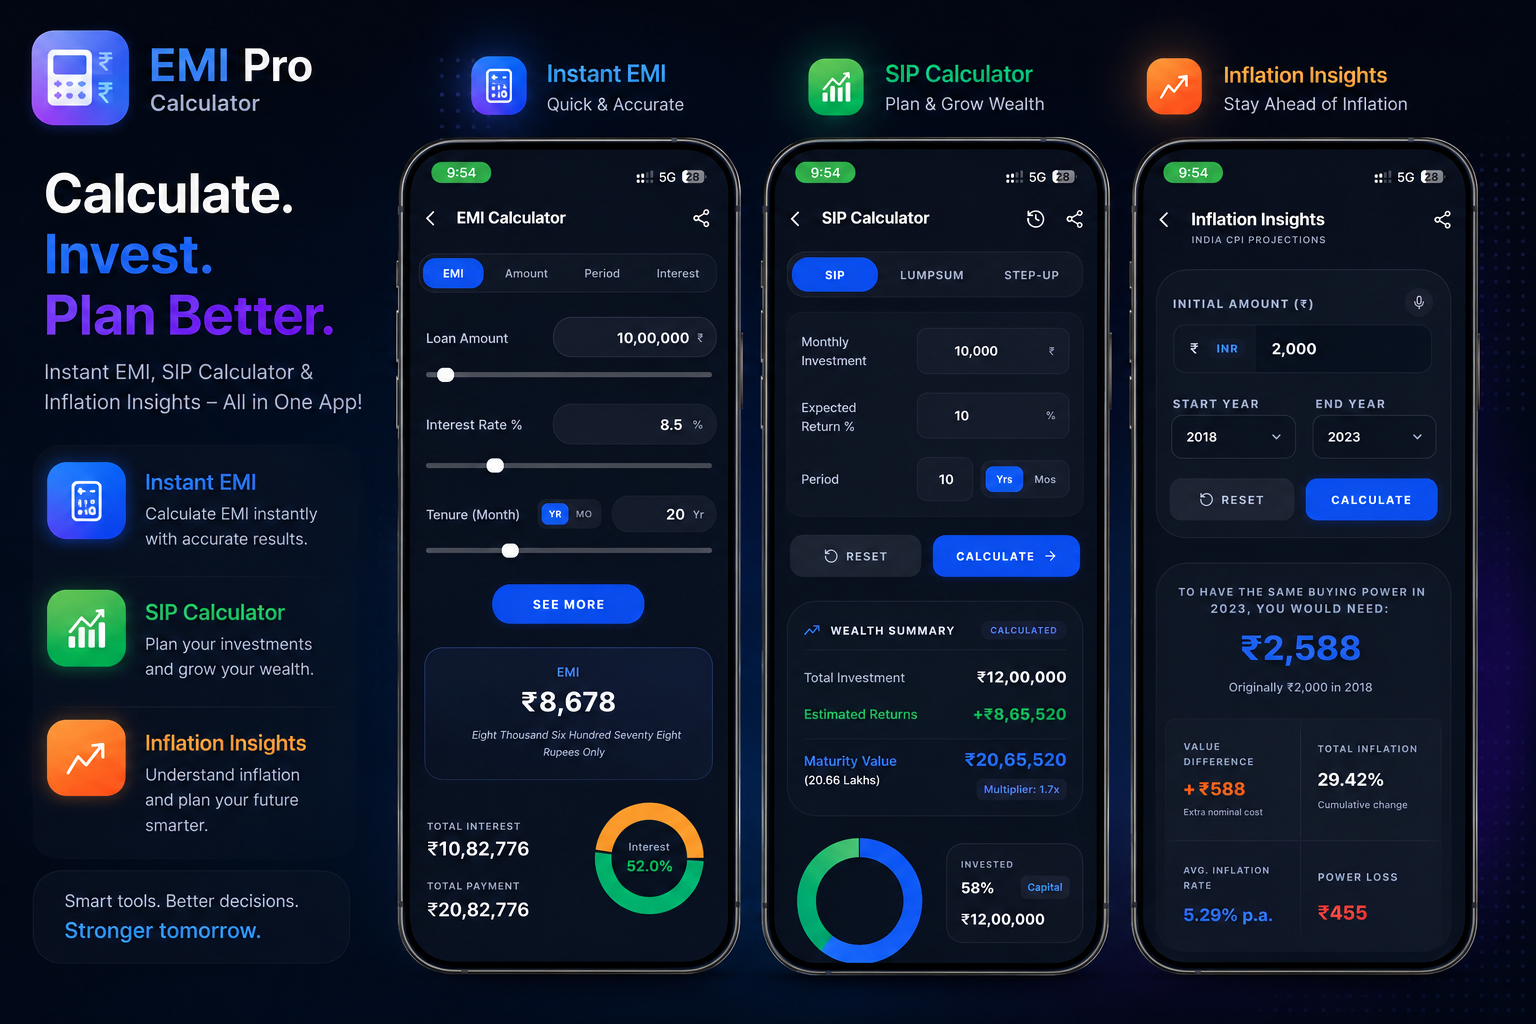 EMI Pro
Calculator
Calculate.
Invest.
Plan Better.
Instant EMI, SIP Calculator &
Inflation Insights – All in One App!
Instant EMI
Calculate EMI instantly
with accurate results.
SIP Calculator
Plan your investments
and grow your wealth.
Inflation Insights
Understand inflation
and plan your future
smarter.
Smart tools. Better decisions.
Stronger tomorrow.
Instant EMI
Quick & Accurate
9:54
5G 28
EMI Calculator
EMI Amount Period Interest
Loan Amount 10,00,000 ₹
Interest Rate % 8.5 %
Tenure (Month) YR MO 20 Yr
SEE MORE
EMI
₹8,678
Eight Thousand Six Hundred Seventy Eight
Rupees Only
TOTAL INTEREST
₹10,82,776
TOTAL PAYMENT
₹20,82,776
Interest
52.0%
SIP Calculator
Plan & Grow Wealth
9:54
5G 28
SIP Calculator
SIP LUMPSUM STEP-UP
Monthly
Investment
10,000 ₹
Expected
Return %
10 %
Period 10 Yrs Mos
RESET CALCULATE →
WEALTH SUMMARY CALCULATED
Total Investment ₹12,00,000
Estimated Returns +₹8,65,520
Maturity Value ₹20,65,520
(20.66 Lakhs) Multiplier: 1.7x
INVESTED
58% Capital
₹12,00,000
Inflation Insights
Stay Ahead of Inflation
9:54
5G 28
Inflation Insights
INDIA CPI PROJECTIONS
INITIAL AMOUNT (₹)
₹ INR 2,000
START YEAR END YEAR
2018 2023
RESET CALCULATE
TO HAVE THE SAME BUYING POWER IN
2023, YOU WOULD NEED:
₹2,588
Originally ₹2,000 in 2018
VALUE
DIFFERENCE
+ ₹588
Extra nominal cost
TOTAL INFLATION
29.42%
Cumulative change
AVG. INFLATION
RATE
5.29% p.a.
POWER LOSS
₹455